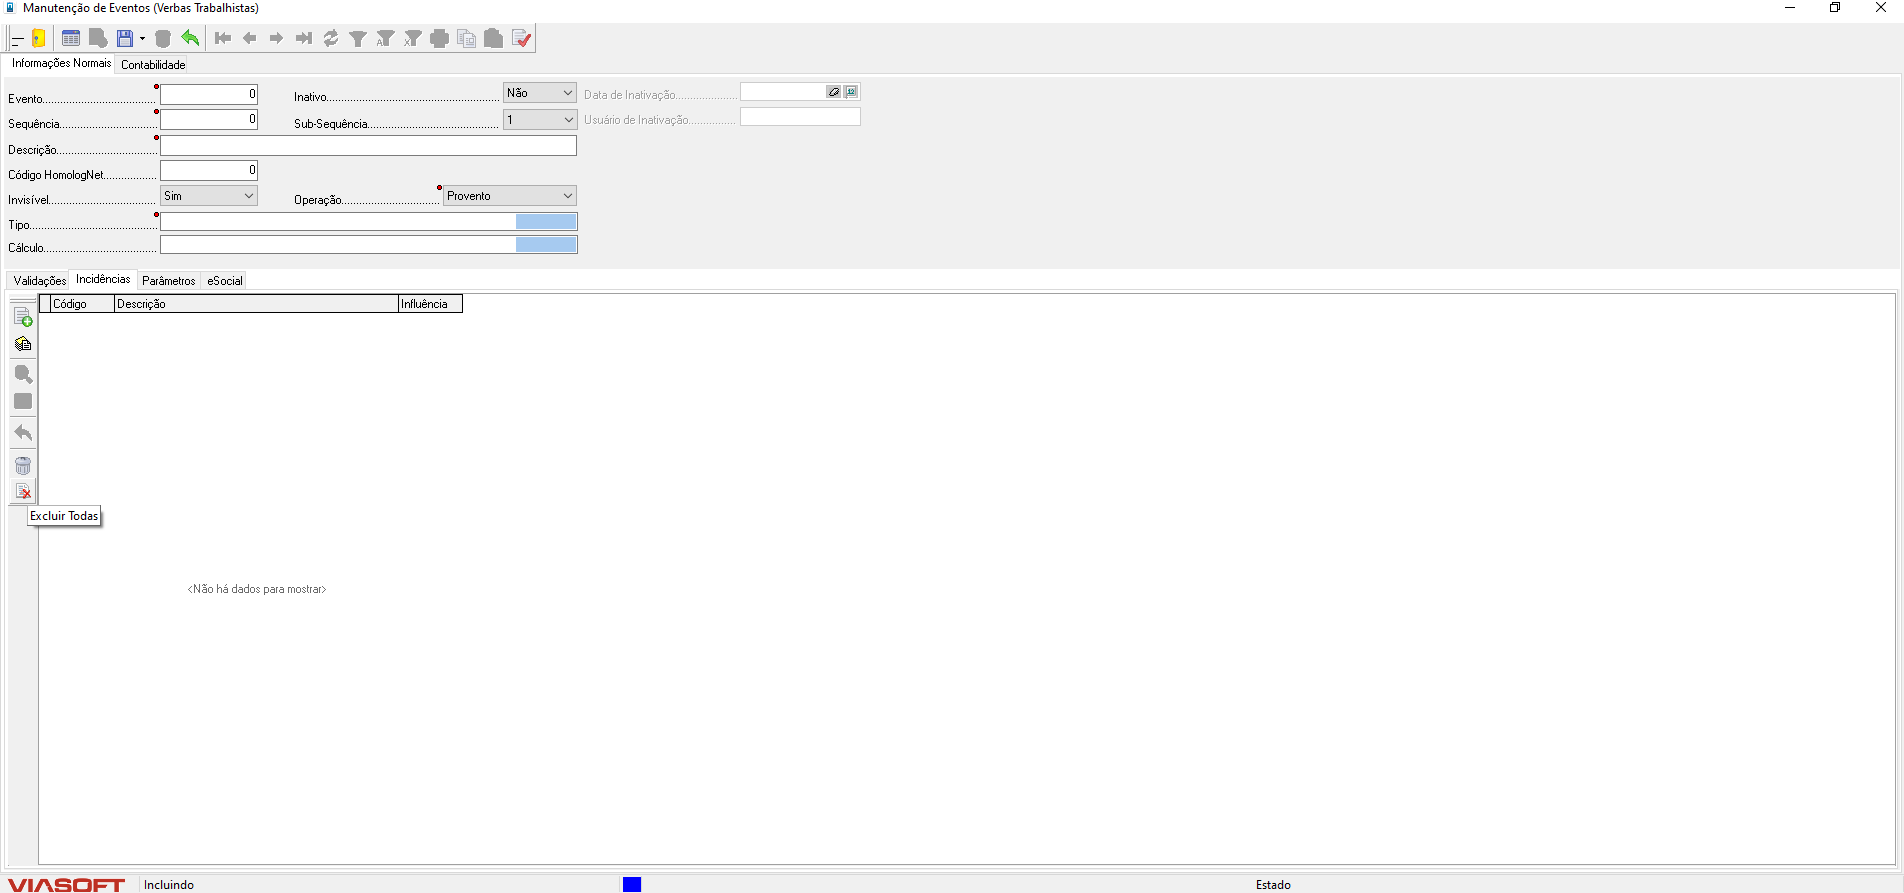 Manutenção de Eventos (Verbas Trabalhistas)
Informações Normais Contabilidade
Evento 0 Inativo Não Data de Inativação
Sequência 0 Sub-Sequência 1 Usuário de Inativação
Descrição
Código HomologNet 0
Invisível Sim Operação Provento
Tipo
Cálculo
Validações Incidências Parâmetros eSocial
Código Descrição Influência
Excluir Todas
<Não há dados para mostrar>
VIASOFT Incluindo Estado